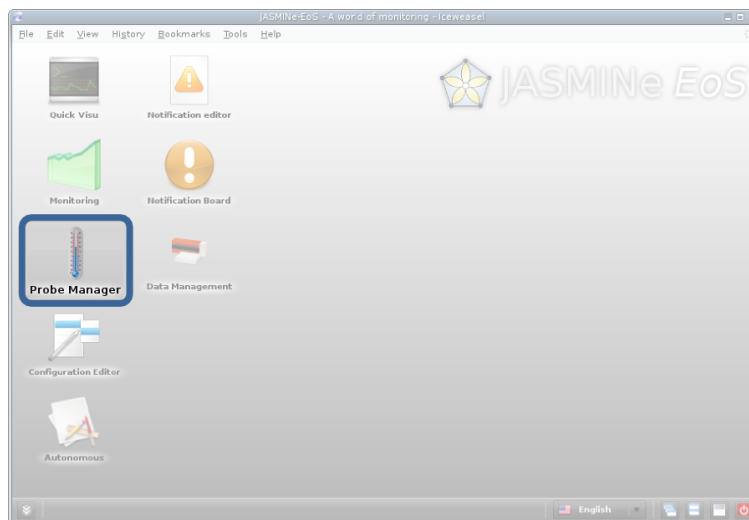 JASMINe-EoS - A world of monitoring - Iceweasel
File Edit View History Bookmarks Tools Help
JASMINe EoS
Quick Visu
Notification editor
Monitoring
Notification Board
Probe Manager
Data Management
Configuration Editor
Autonomous
English